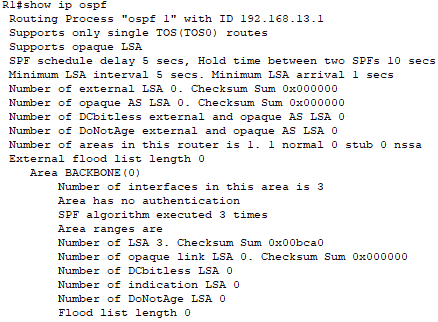 R1#show ip ospf
Routing Process "ospf 1" with ID 192.168.13.1
Supports only single TOS(TOS0) routes
Supports opaque LSA
SPF schedule delay 5 secs, Hold time between two SPFs 10 secs
Minimum LSA interval 5 secs. Minimum LSA arrival 1 secs
Number of external LSA 0. Checksum Sum 0x000000
Number of opaque AS LSA 0. Checksum Sum 0x000000
Number of DCbitless external and opaque AS LSA 0
Number of DoNotAge external and opaque AS LSA 0
Number of areas in this router is 1. 1 normal 0 stub 0 nssa
External flood list length 0
Area BACKBONE(0)
Number of interfaces in this area is 3
Area has no authentication
SPF algorithm executed 3 times
Area ranges are
Number of LSA 3. Checksum Sum 0x00bca0
Number of opaque link LSA 0. Checksum Sum 0x000000
Number of DCbitless LSA 0
Number of indication LSA 0
Number of DoNotAge LSA 0
Flood list length 0